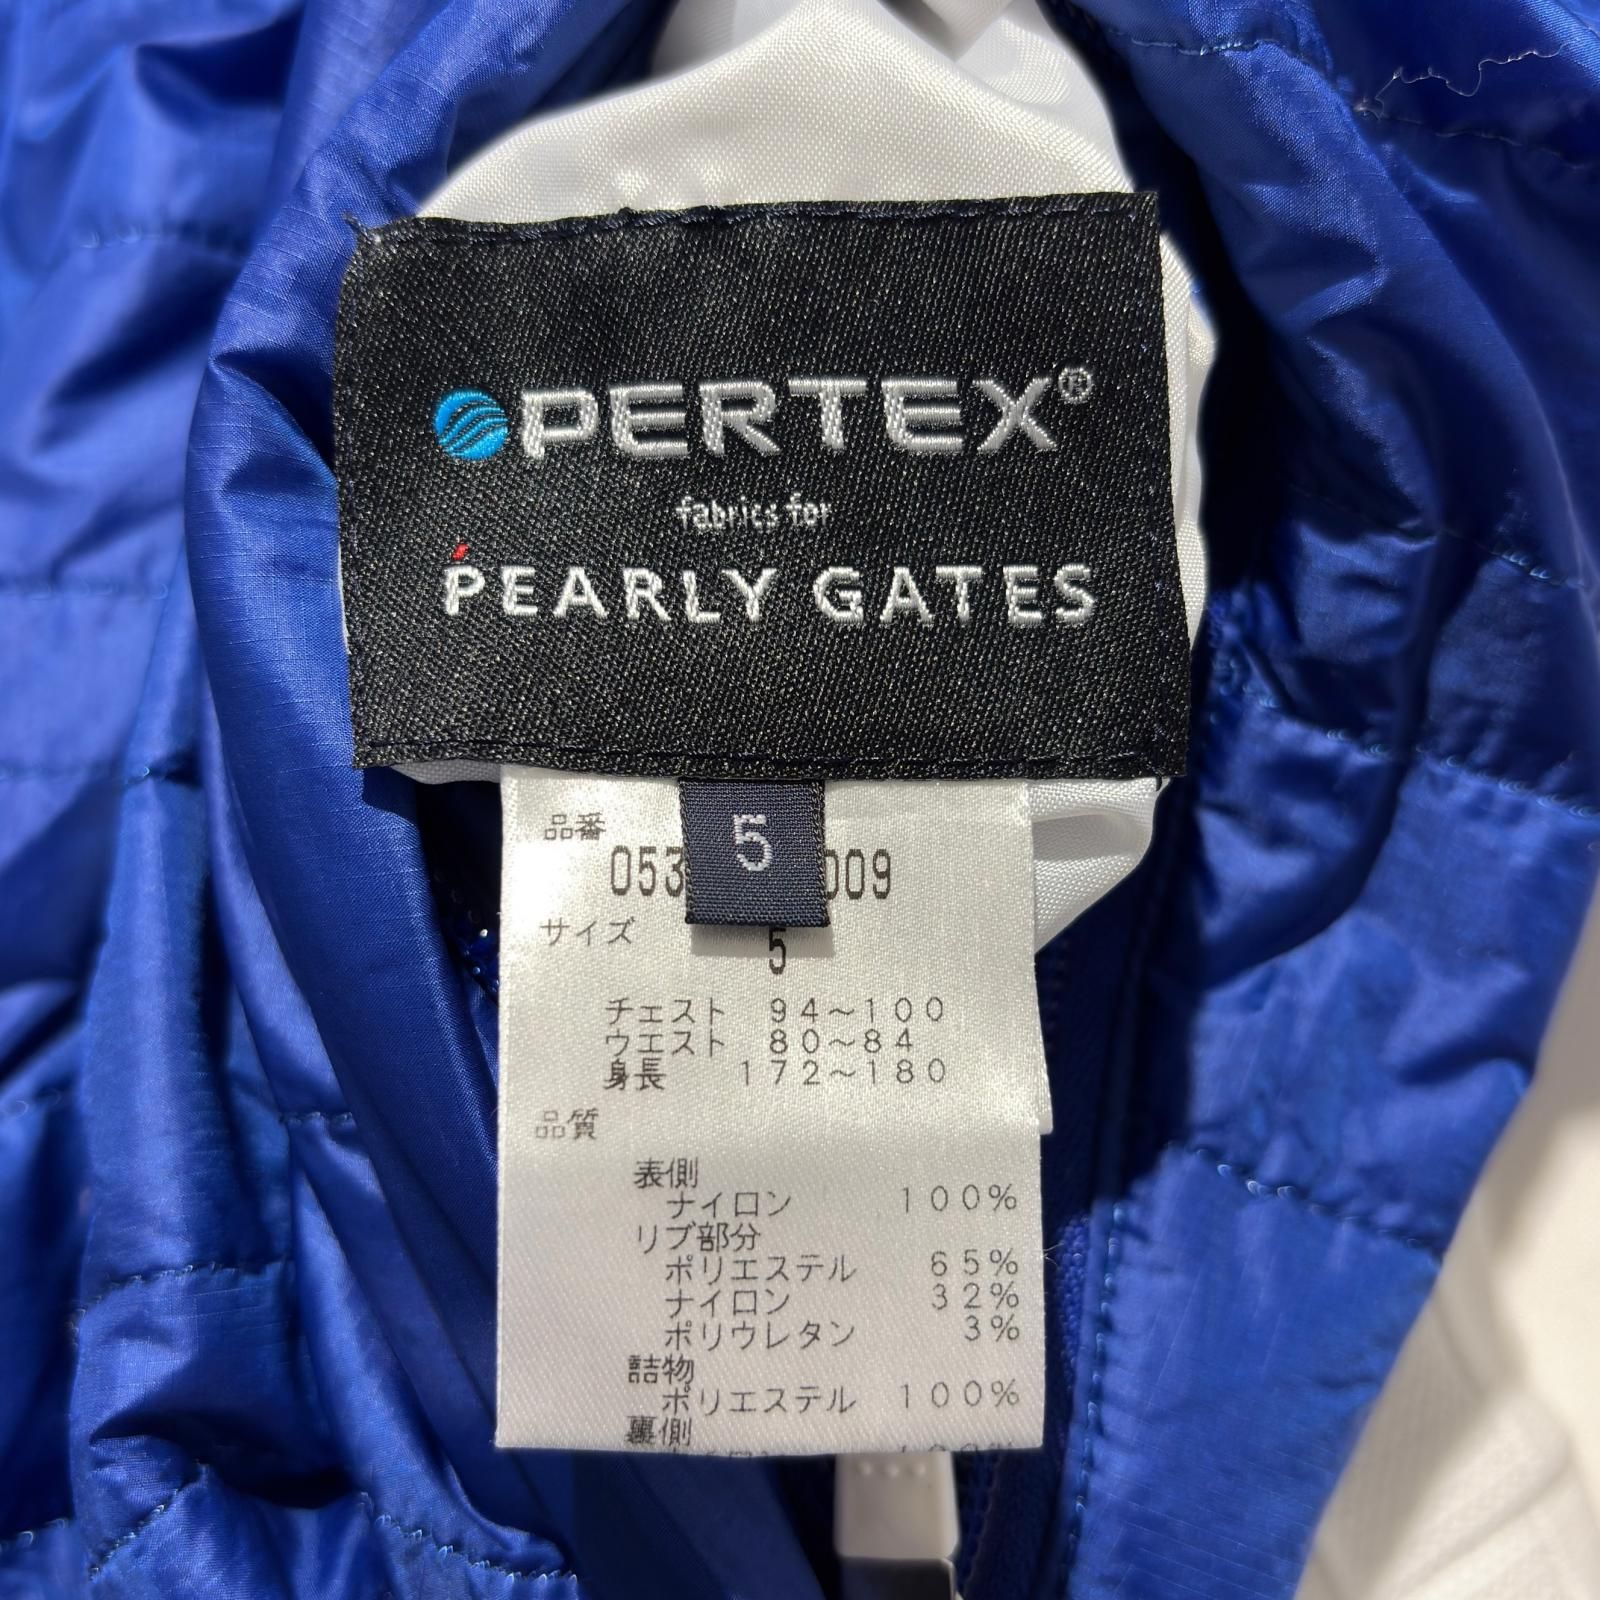 PERTEX®
fabrics for
PEARLY GATES
5
品番
053 009
サイズ
5
チェスト 94～100
ウエスト 80～84
身長 172～180
品質
表側
ナイロン 100%
リブ部分
ポリエステル 65%
ナイロン 32%
ポリウレタン 3%
詰物
ポリエステル 100%
裏側